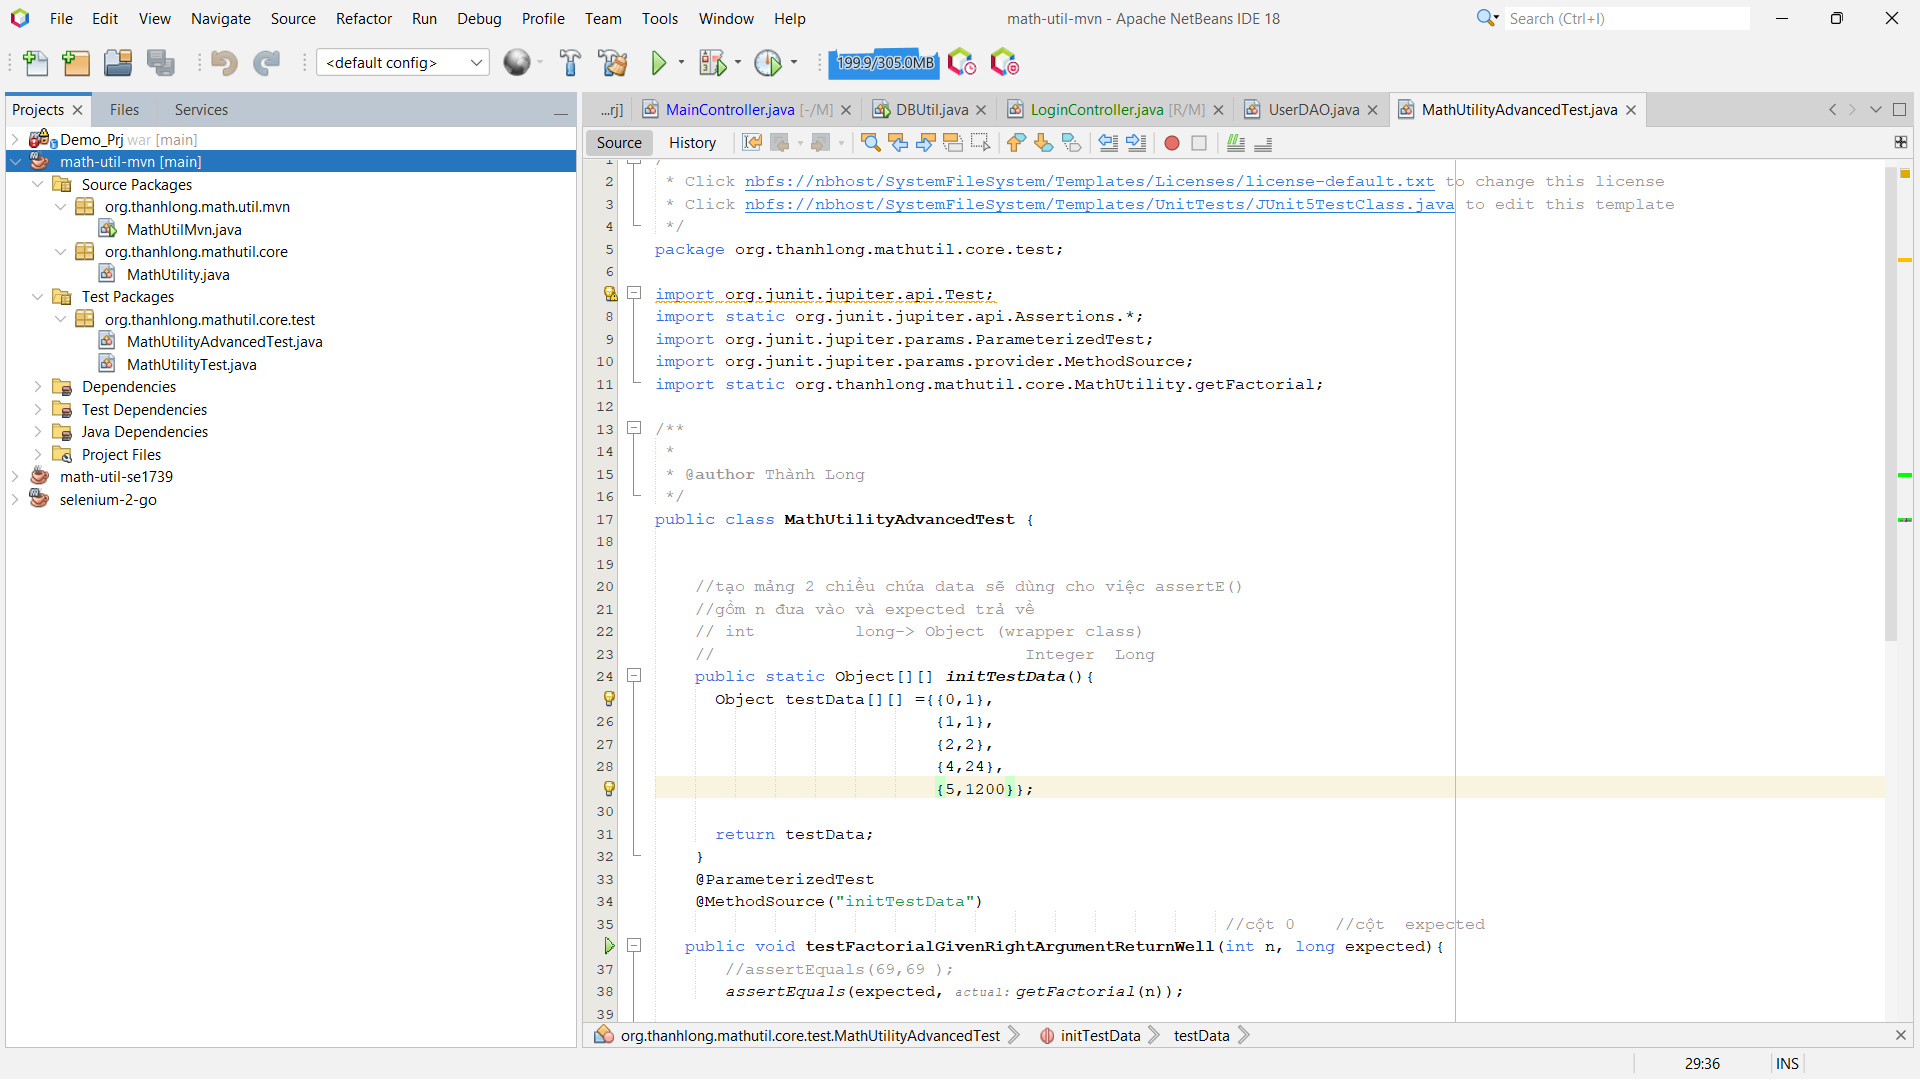 File Edit View Navigate Source Refactor Run Debug Profile Team Tools Window Help
math-util-mvn - Apache NetBeans IDE 18
Search (Ctrl+I)
<default config>
199.9/305.0MB
Projects Files Services
...rj] MainController.java [-/M] DBUtil.java LoginController.java [R/M] UserDAO.java MathUtilityAdvancedTest.java
Source History
Demo_Prj war [main]
math-util-mvn [main]
Source Packages
org.thanhlong.math.util.mvn
MathUtilMvn.java
org.thanhlong.mathutil.core
MathUtility.java
Test Packages
org.thanhlong.mathutil.core.test
MathUtilityAdvancedTest.java
MathUtilityTest.java
Dependencies
Test Dependencies
Java Dependencies
Project Files
math-util-se1739
selenium-2-go
2 * Click nbfs://nbhost/SystemFileSystem/Templates/Licenses/license-default.txt to change this license
3 * Click nbfs://nbhost/SystemFileSystem/Templates/UnitTests/JUnit5TestClass.java to edit this template
4 */
5 package org.thanhlong.mathutil.core.test;
6
import org.junit.jupiter.api.Test;
8 import static org.junit.jupiter.api.Assertions.*;
9 import org.junit.jupiter.params.ParameterizedTest;
10 import org.junit.jupiter.params.provider.MethodSource;
11 import static org.thanhlong.mathutil.core.MathUtility.getFactorial;
12
13 /**
14 *
15 * @author Thành Long
16 */
17 public class MathUtilityAdvancedTest {
18
19
20 //tạo mảng 2 chiều chứa data sẽ dùng cho việc assertE()
21 //gồm n đưa vào và expected trả về
22 // int long-> Object (wrapper class)
23 // Integer Long
24 public static Object[][] initTestData(){
Object testData[][] ={{0,1},
26 {1,1},
27 {2,2},
28 {4,24},
{5,1200}};
30
31 return testData;
32 }
33 @ParameterizedTest
34 @MethodSource("initTestData")
35 //cột 0 //cột expected
public void testFactorialGivenRightArgumentReturnWell(int n, long expected){
37 //assertEquals(69,69 );
38 assertEquals(expected, actual: getFactorial(n));
39
org.thanhlong.mathutil.core.test.MathUtilityAdvancedTest initTestData testData
29:36 INS